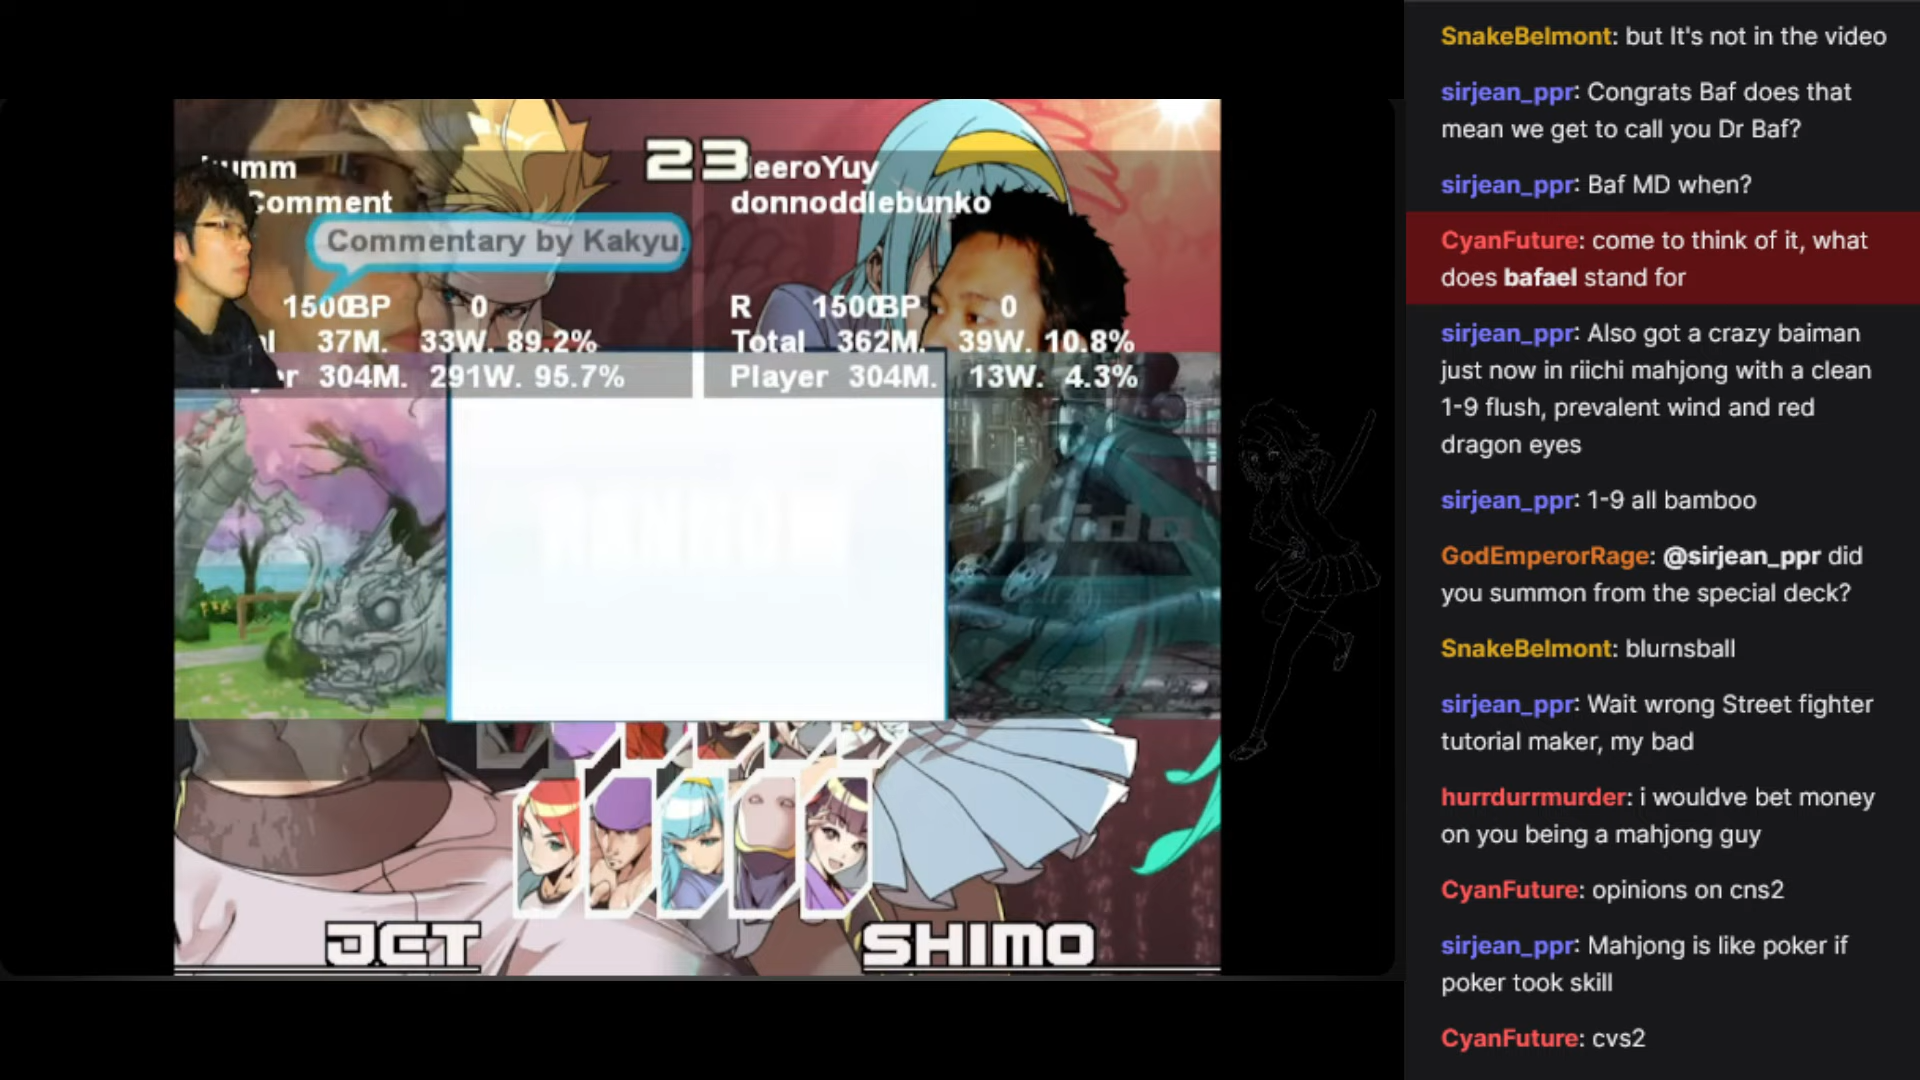 23
umm
Comment
Commentary by Kakyu.
1500BP 0
37M. 33W. 89.2%
304M. 291W. 95.7%
eeroYuy
donnoddlebunko
R 1500BP 0
Total 362M. 39W. 10.8%
Player 304M. 13W. 4.3%
RANDOM
kido
JCT
SHIMO
SnakeBelmont: but It's not in the video
sirjean_ppr: Congrats Baf does that
mean we get to call you Dr Baf?
sirjean_ppr: Baf MD when?
CyanFuture: come to think of it, what
does bafael stand for
sirjean_ppr: Also got a crazy baiman
just now in riichi mahjong with a clean
1-9 flush, prevalent wind and red
dragon eyes
sirjean_ppr: 1-9 all bamboo
GodEmperorRage: @sirjean_ppr did
you summon from the special deck?
SnakeBelmont: blurnsball
sirjean_ppr: Wait wrong Street fighter
tutorial maker, my bad
hurrdurrmurder: i wouldve bet money
on you being a mahjong guy
CyanFuture: opinions on cns2
sirjean_ppr: Mahjong is like poker if
poker took skill
CyanFuture: cvs2